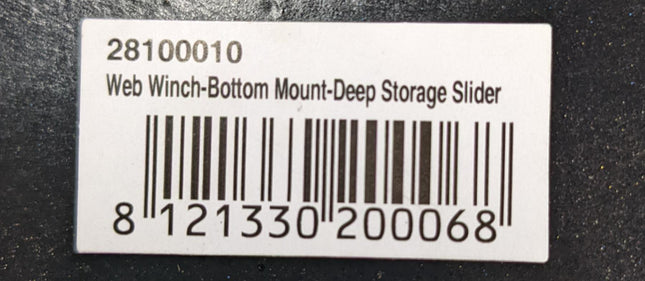 28100010
Web Winch-Bottom Mount-Deep Storage Slider
8 121330 200068